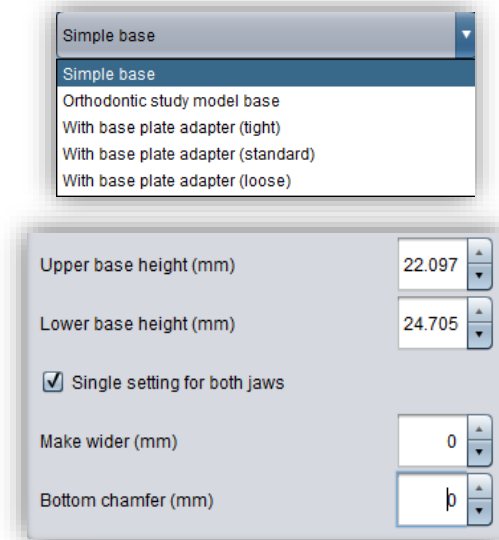 Simple base
Simple base
Orthodontic study model base
With base plate adapter (tight)
With base plate adapter (standard)
With base plate adapter (loose)
Upper base height (mm) 22.097
Lower base height (mm) 24.705
Single setting for both jaws
Make wider (mm) 0
Bottom chamfer (mm) 0